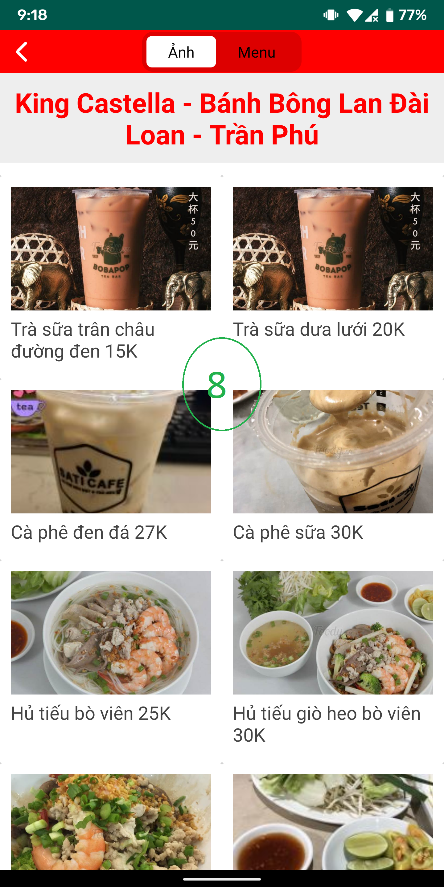 9:18
77%
Ảnh
Menu
King Castella - Bánh Bông Lan Đài
Loan - Trần Phú
大杯50元
大杯50元
BOBAPOP
TEA BAR
BOBAPOP
TEA BAR
Trà sữa trân châu
đường đen 15K
Trà sữa dưa lưới 20K
8
tea
SATI CAFE
Cà phê đen đá 27K
Cà phê sữa 30K
Hủ tiếu bò viên 25K
Hủ tiếu giò heo bò viên
30K